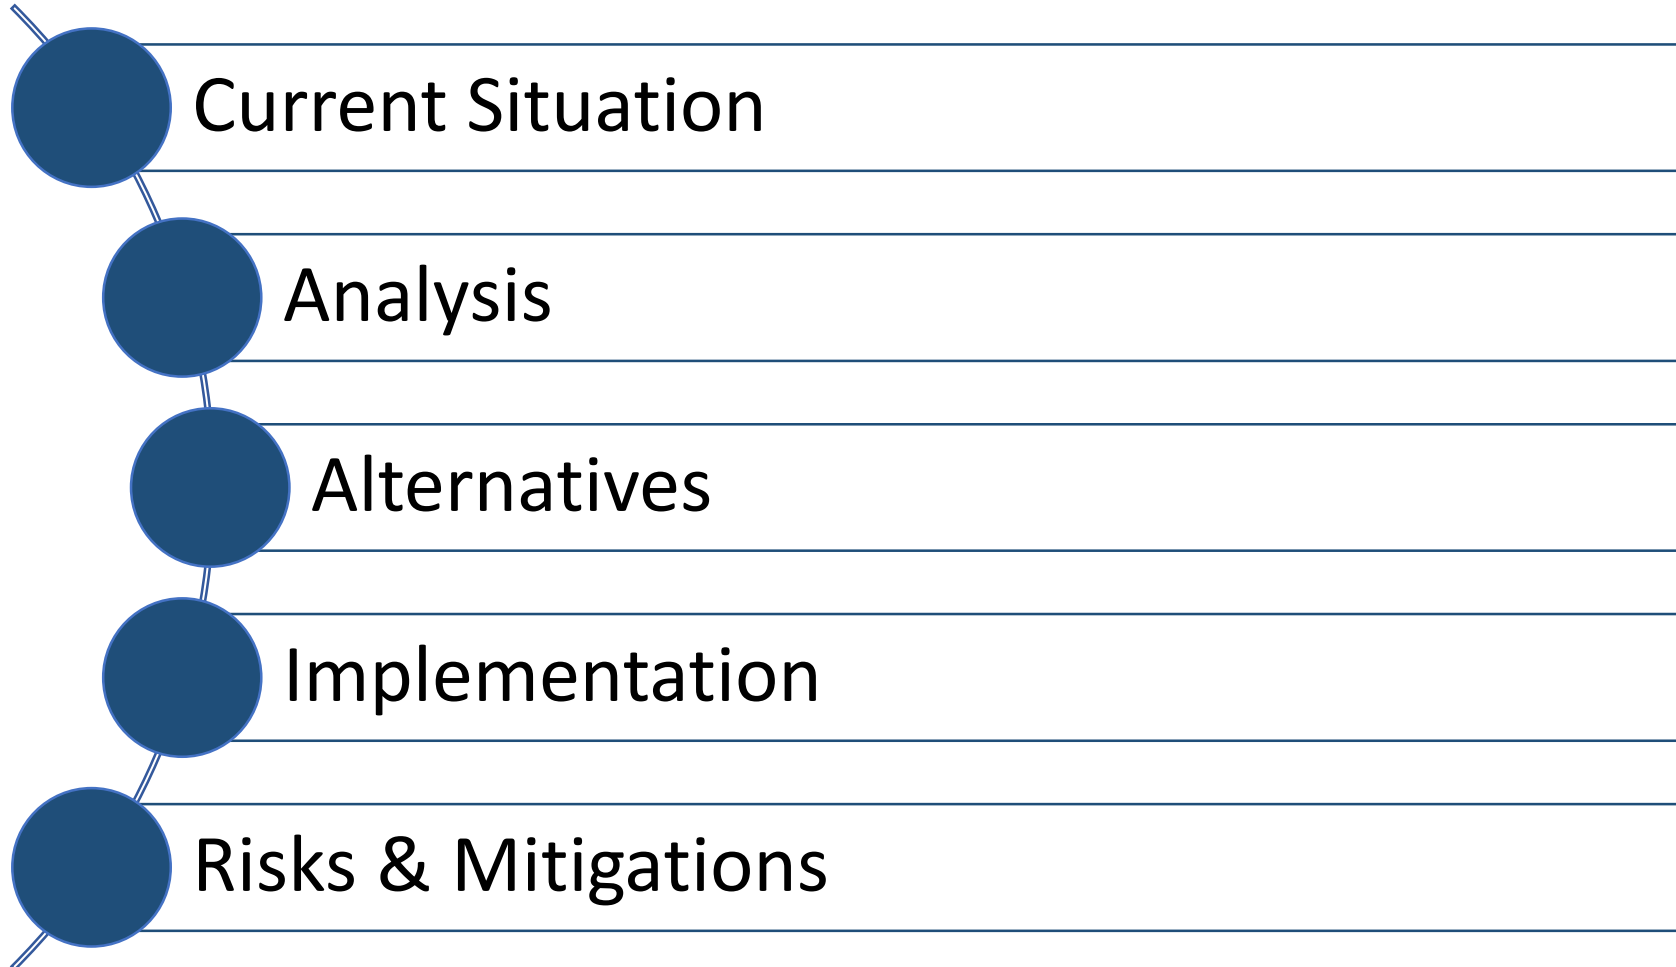 Current Situation
Analysis
Alternatives
Implementation
Risks & Mitigations